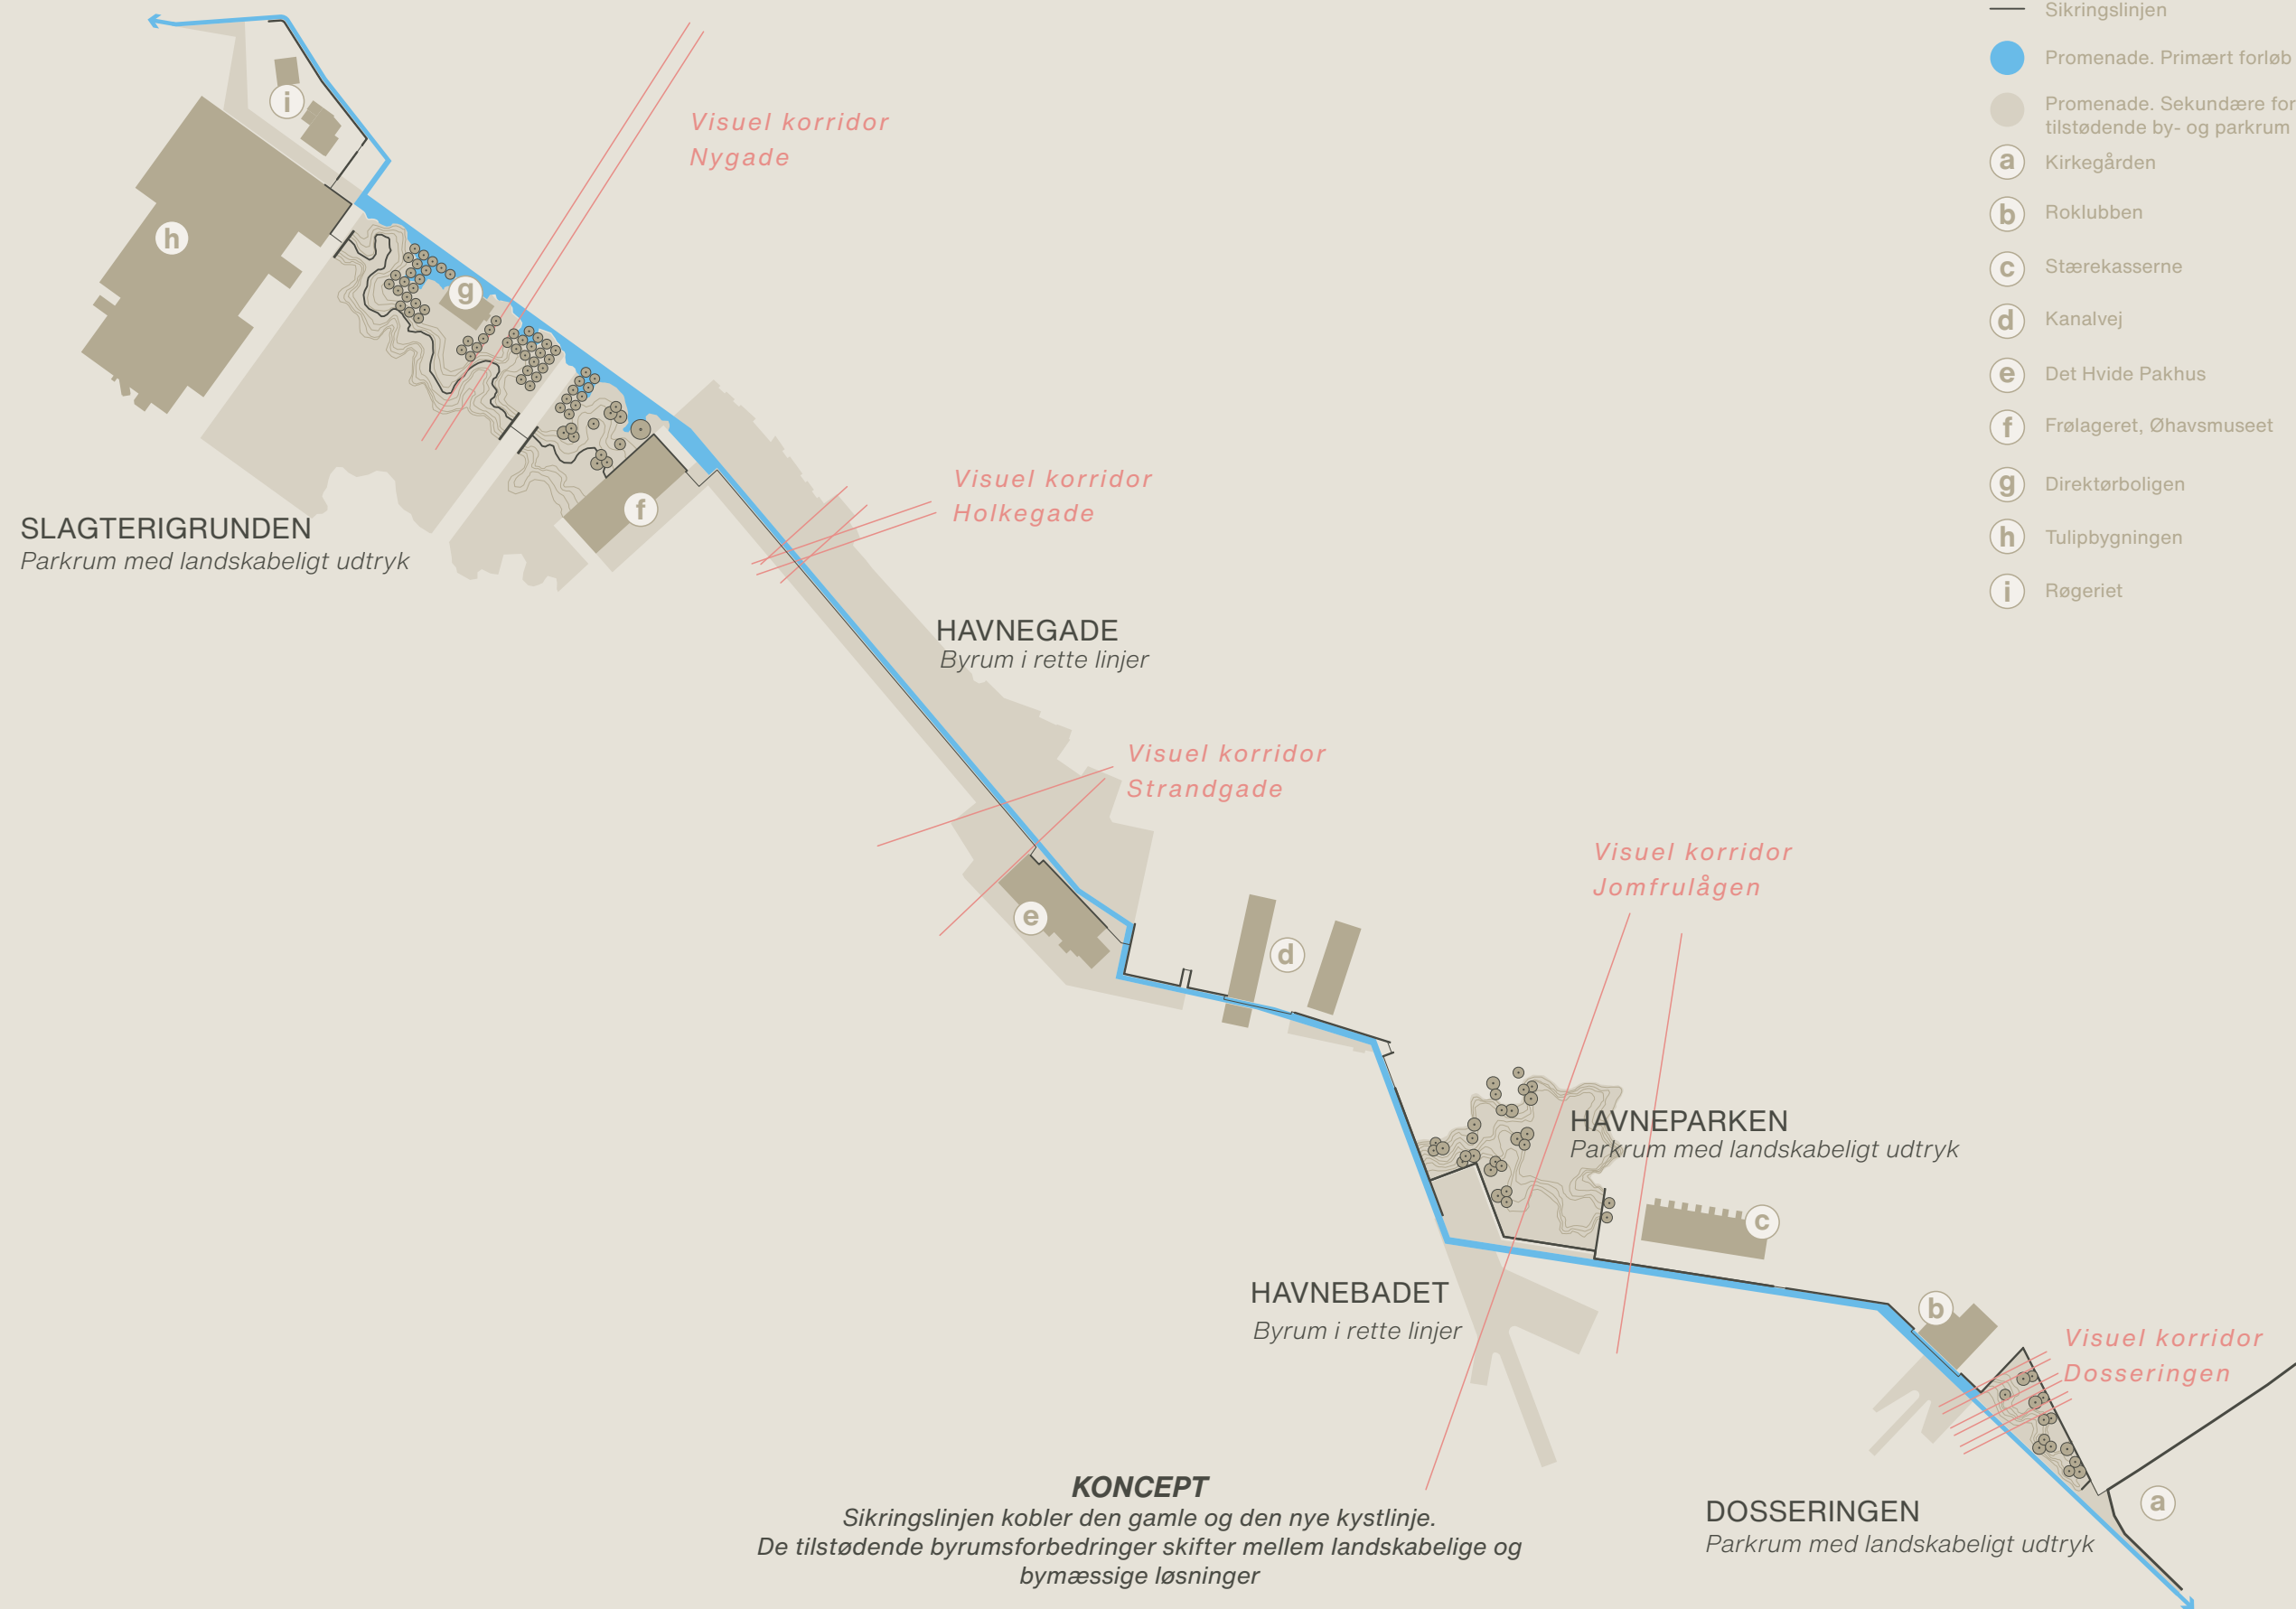 Sikringslinjen
Promenade. Primært forløb
Promenade. Sekundære for
tilstødende by- og parkrum
a Kirkegården
b Roklubben
c Stærekasserne
d Kanalvej
e Det Hvide Pakhus
f Frølageret, Øhavsmuseet
g Direktørboligen
h Tulipbygningen
i Røgeriet
i
h
g
f
Visuel korridor
Nygade
SLAGTERIGRUNDEN
Parkrum med landskabeligt udtryk
Visuel korridor
Holkegade
HAVNEGADE
Byrum i rette linjer
Visuel korridor
Strandgade
e
d
Visuel korridor
Jomfrulågen
HAVNEPARKEN
Parkrum med landskabeligt udtryk
c
HAVNEBADET
Byrum i rette linjer
b
Visuel korridor
Dosseringen
a
DOSSERINGEN
Parkrum med landskabeligt udtryk
KONCEPT
Sikringslinjen kobler den gamle og den nye kystlinje.
De tilstødende byrumsforbedringer skifter mellem landskabelige og
bymæssige løsninger